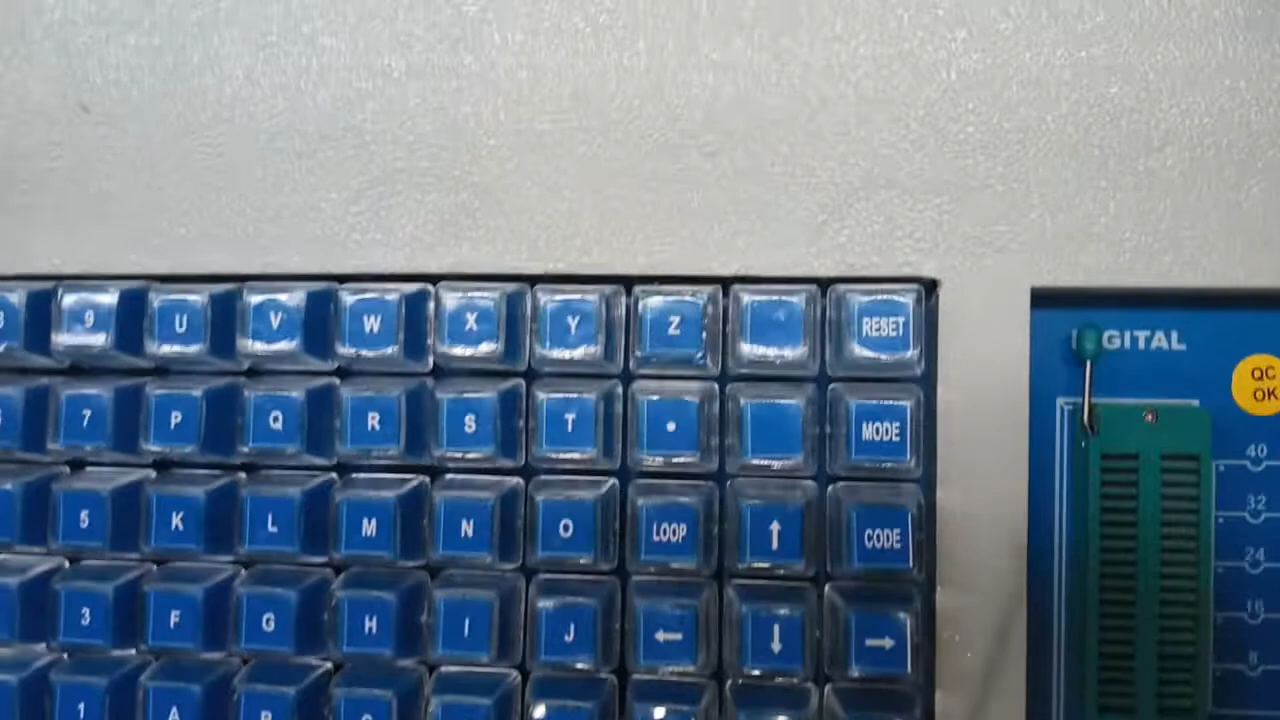 9 U V W X Y Z RESET
7 P Q R S T • MODE
5 K L M N O LOOP ↑ CODE
3 F G H I J ← ↓ →
1 A
GITAL
QC
OK
40
32
24
16
8